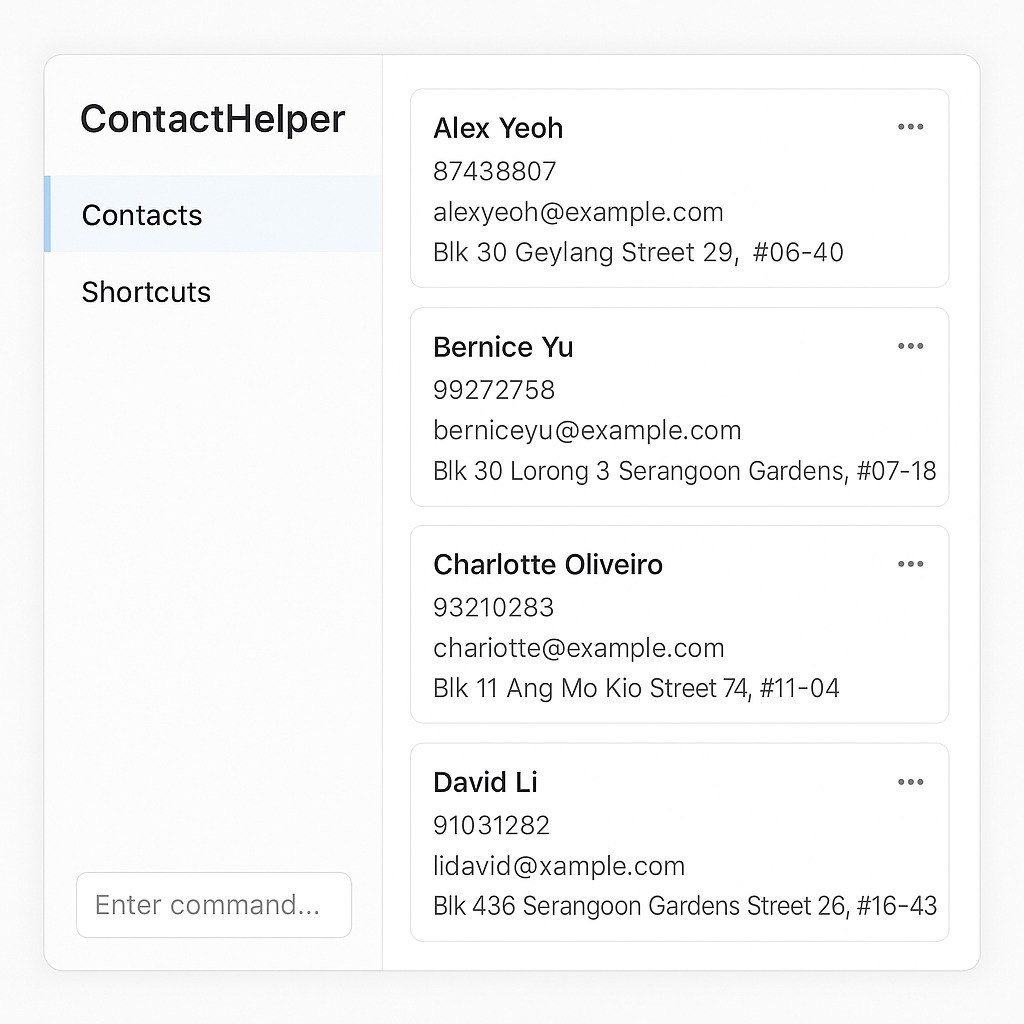 ContactHelper
Contacts
Shortcuts
Enter command...
Alex Yeoh
87438807
alexyeoh@example.com
Blk 30 Geylang Street 29, #06-40
Bernice Yu
99272758
berniceyu@example.com
Blk 30 Lorong 3 Serangoon Gardens, #07-18
Charlotte Oliveiro
93210283
chariotte@example.com
Blk 11 Ang Mo Kio Street 74, #11-04
David Li
91031282
lidavid@xample.com
Blk 436 Serangoon Gardens Street 26, #16-43